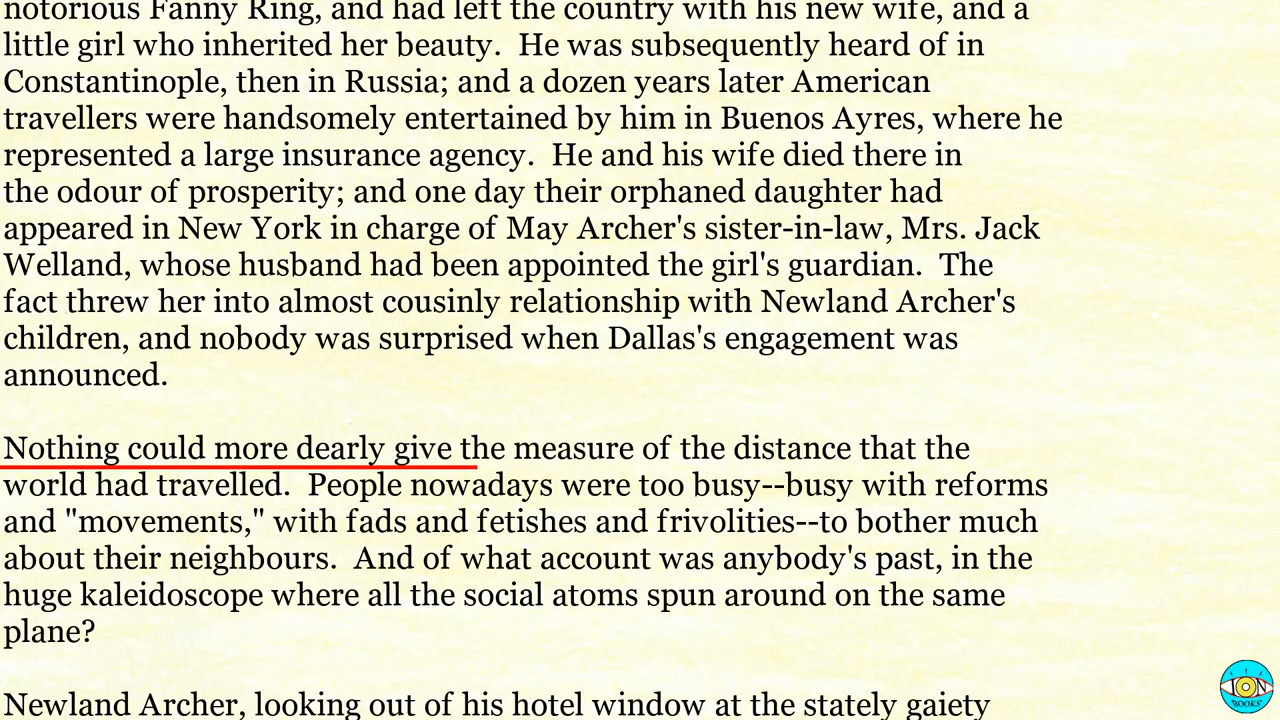 notorious Fanny Ring, and had left the country with his new wife, and a
little girl who inherited her beauty.  He was subsequently heard of in
Constantinople, then in Russia; and a dozen years later American
travellers were handsomely entertained by him in Buenos Ayres, where he
represented a large insurance agency.  He and his wife died there in
the odour of prosperity; and one day their orphaned daughter had
appeared in New York in charge of May Archer's sister-in-law, Mrs. Jack
Welland, whose husband had been appointed the girl's guardian.  The
fact threw her into almost cousinly relationship with Newland Archer's
children, and nobody was surprised when Dallas's engagement was
announced.
Nothing could more dearly give the measure of the distance that the
world had travelled.  People nowadays were too busy--busy with reforms
and "movements," with fads and fetishes and frivolities--to bother much
about their neighbours.  And of what account was anybody's past, in the
huge kaleidoscope where all the social atoms spun around on the same
plane?
Newland Archer, looking out of his hotel window at the stately gaiety
ION
BOOKS